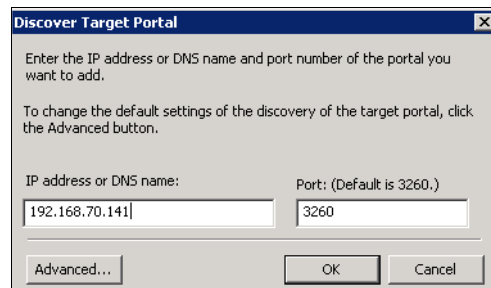 Discover Target Portal
Enter the IP address or DNS name and port number of the portal you
want to add.
To change the default settings of the discovery of the target portal, click
the Advanced button.
IP address or DNS name:
Port: (Default is 3260.)
192.168.70.141
3260
Advanced...
OK
Cancel